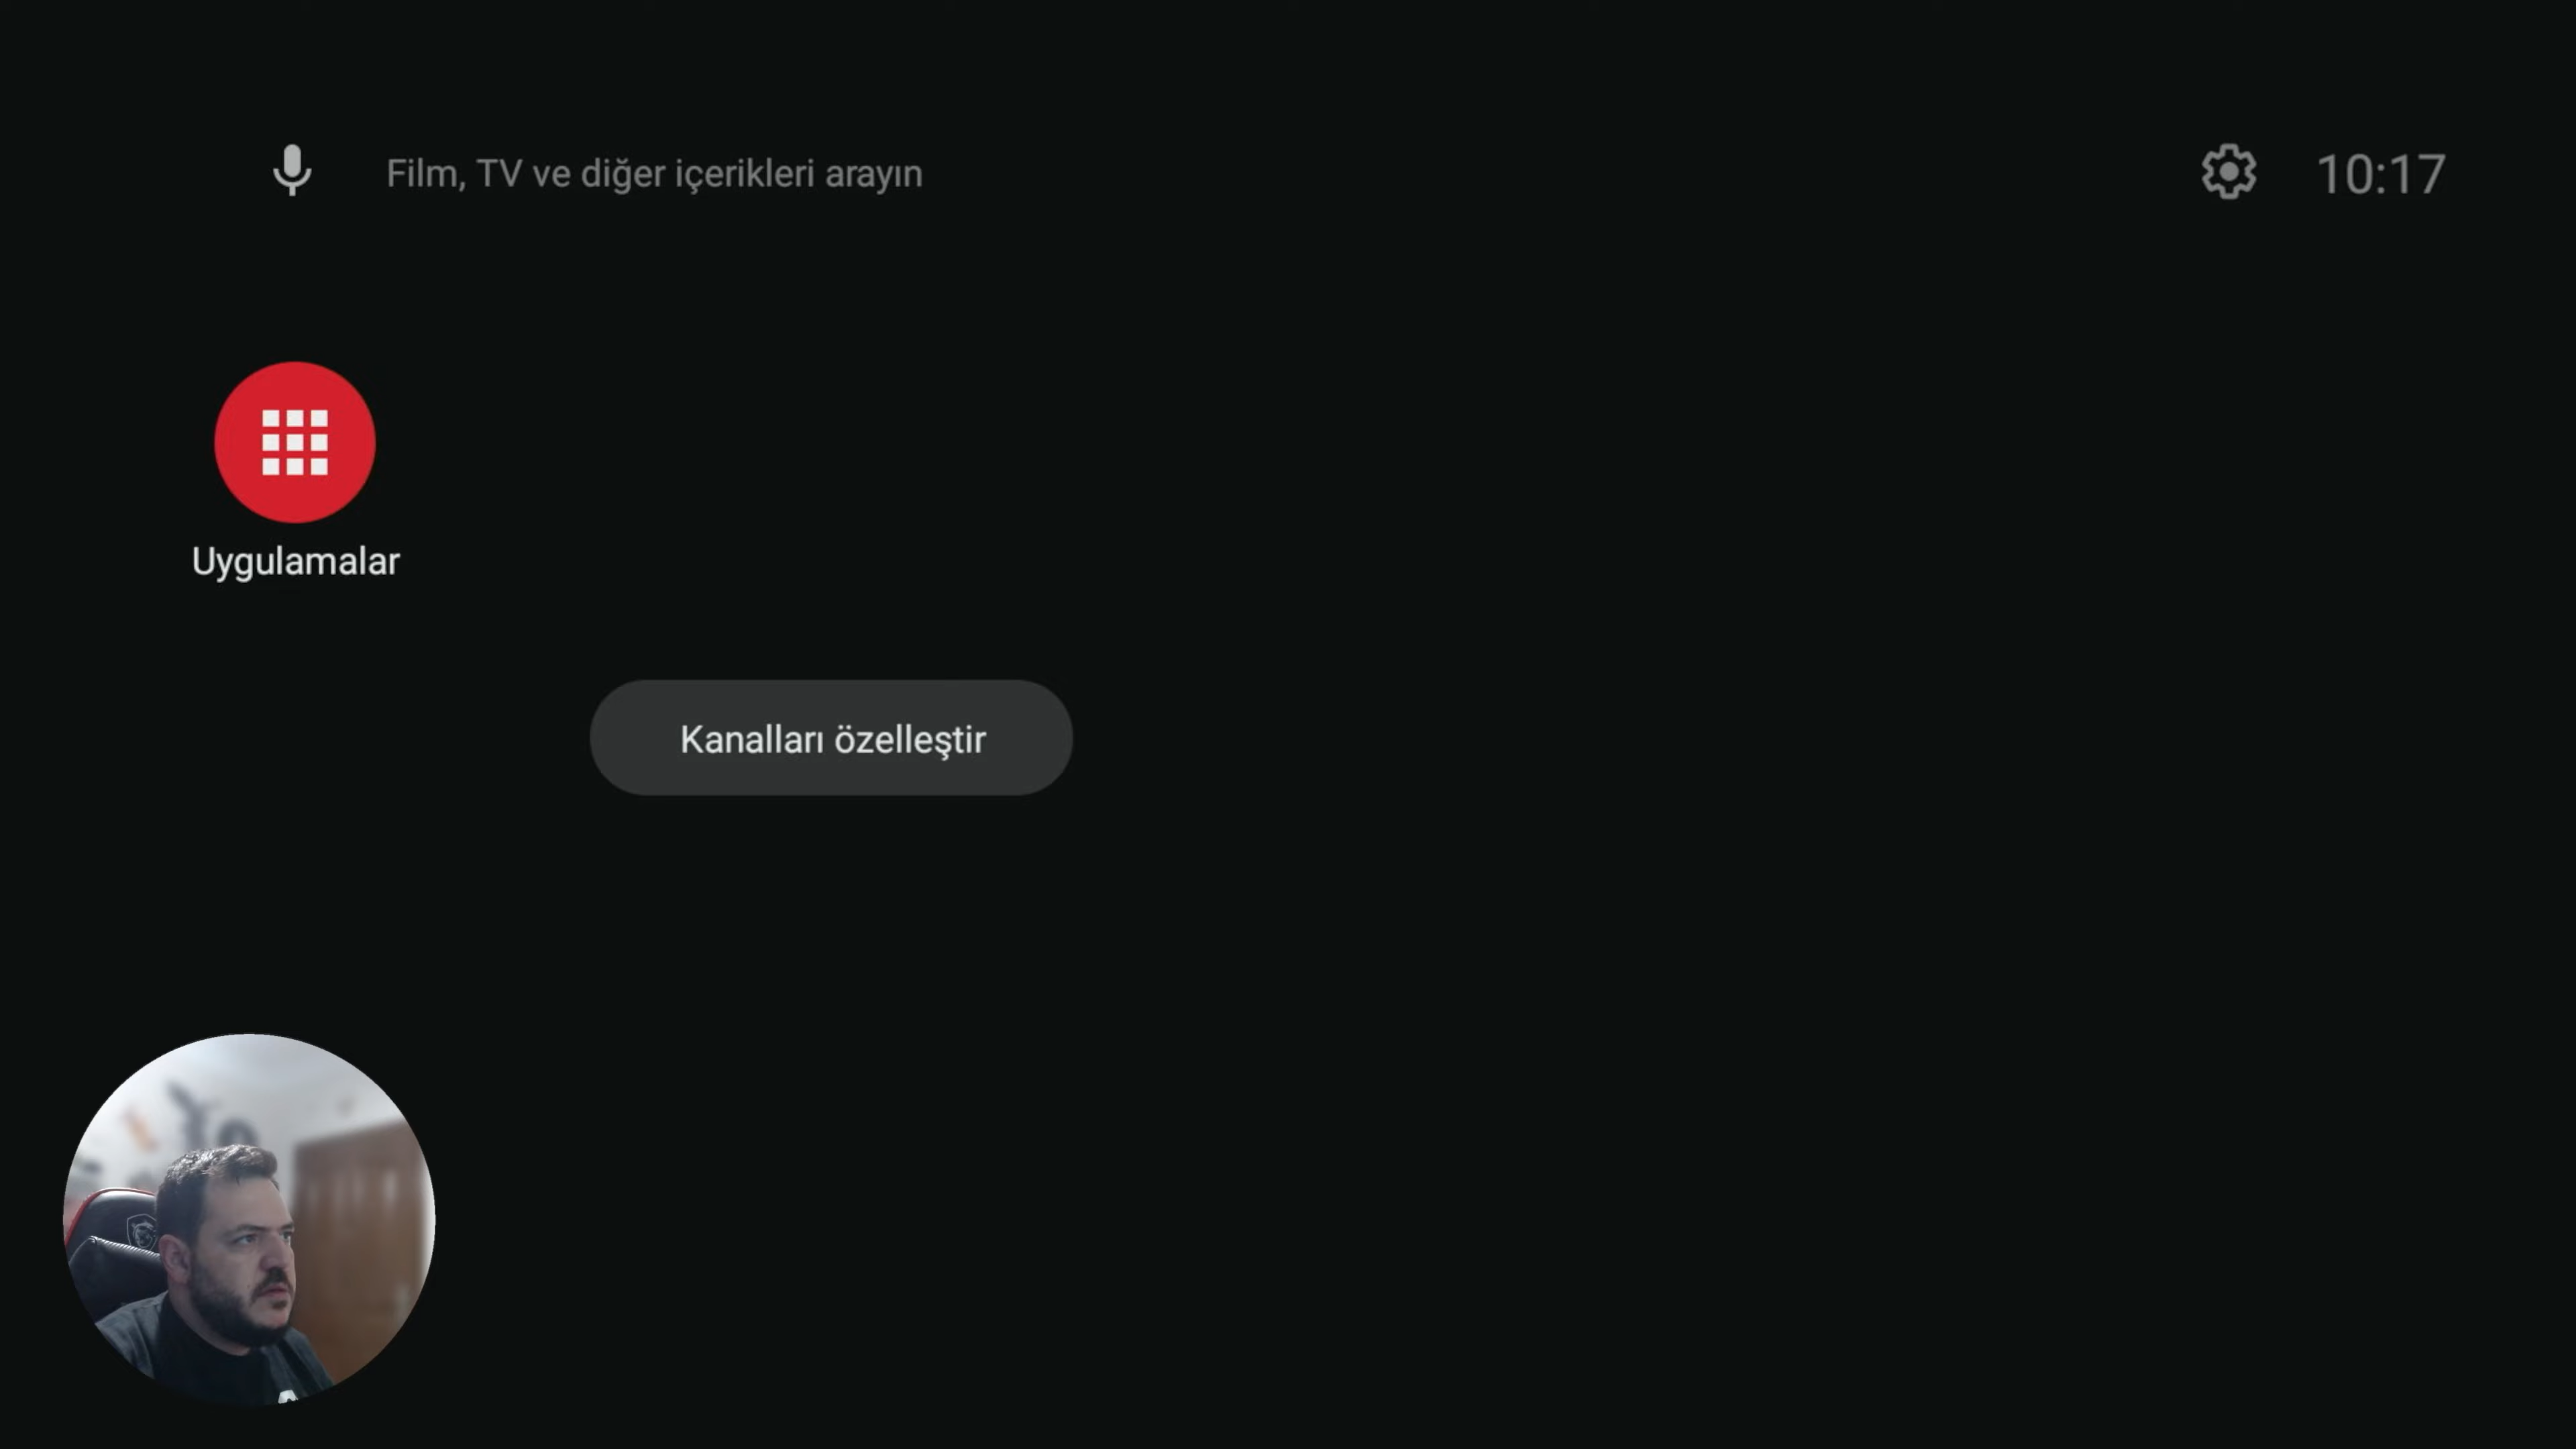 Film, TV ve diğer içerikleri arayın
10:17
Uygulamalar
Kanalları özelleştir